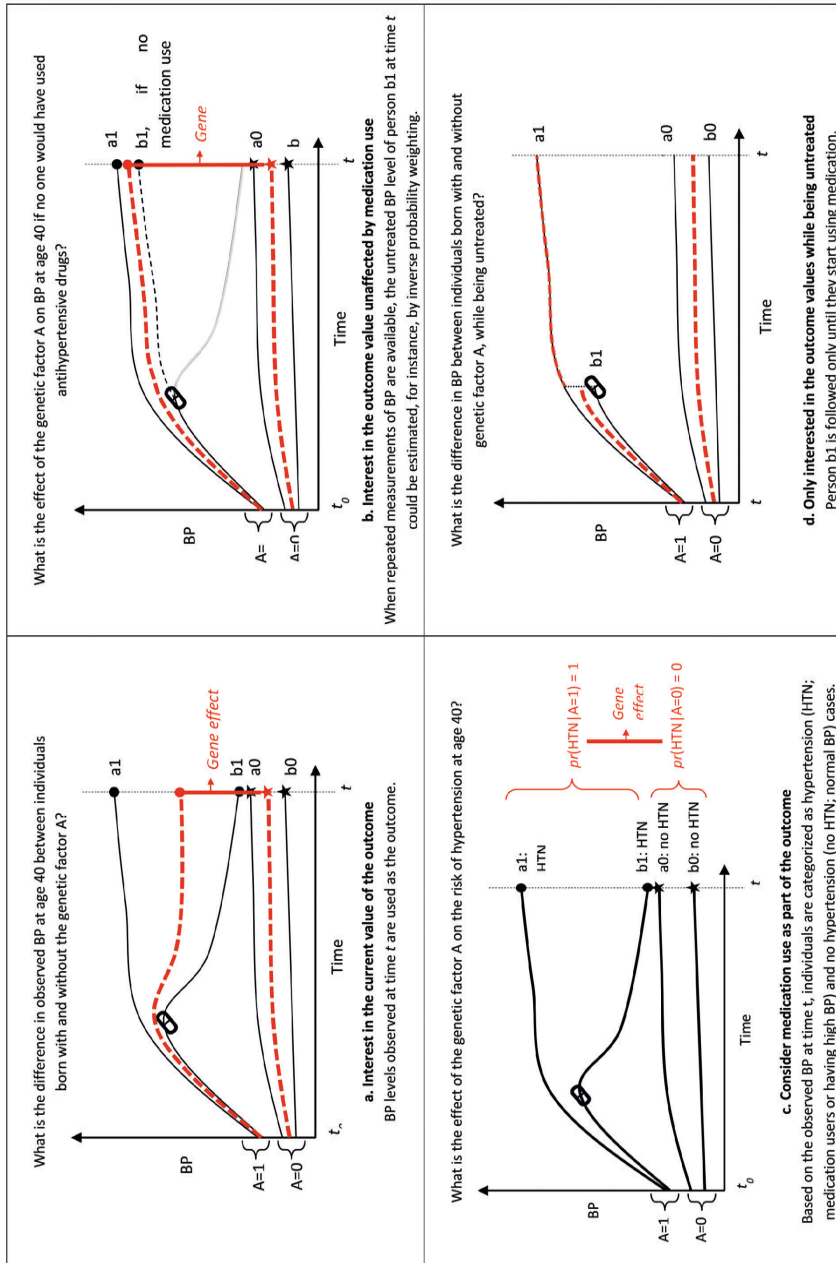 What is the difference in observed BP at age 40 between individuals
born with and without the genetic factor A?
BP
a1
Gene effect
b1
a0
b0
A=1
A=0
t
Time
a. Interest in the current value of the outcome
BP levels observed at time t are used as the outcome.
What is the effect of the genetic factor A on BP at age 40 if no one would have used
antihypertensive drugs?
BP
a1
b1, if no
medication use
Gene
a0
b
A=
A=0
t0
Time
t
b. Interest in the outcome value unaffected by medication use
When repeated measurements of BP are available, the untreated BP level of person b1 at time t
could be estimated, for instance, by inverse probability weighting.
What is the effect of the genetic factor A on the risk of hypertension at age 40?
BP
a1:
HTN
b1: HTN
a0: no HTN
b0: no HTN
pr(HTN|A=1) = 1
Gene
effect
pr(HTN|A=0) = 0
A=1
A=0
t0
Time
t
c. Consider medication use as part of the outcome
Based on the observed BP at time t, individuals are categorized as hypertension (HTN;
medication users or having high BP) and no hypertension (no HTN; normal BP) cases.
What is the difference in BP between individuals born with and without
genetic factor A, while being untreated?
BP
a1
b1
a0
b0
A=1
A=0
t
Time
t
d. Only interested in the outcome values while being untreated
Person b1 is followed only until they start using medication.